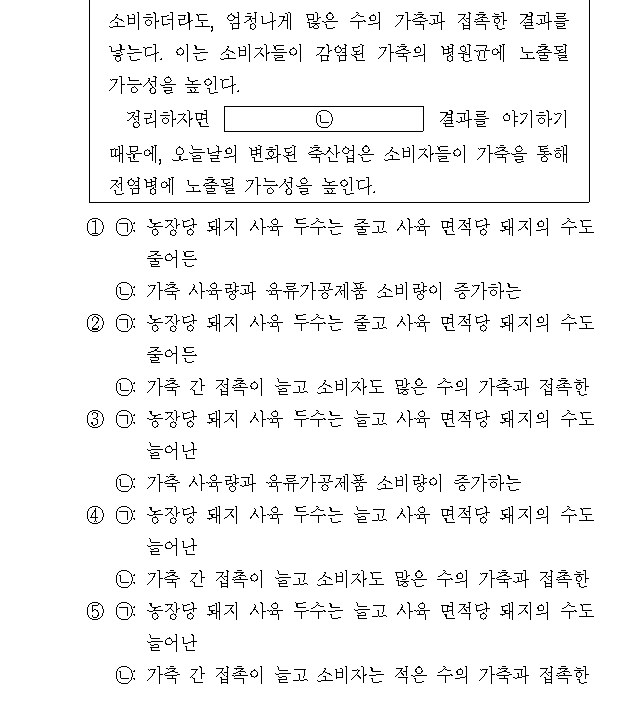 소비하더라도, 엄청나게 많은 수의 가축과 접촉한 결과를
낳는다. 이는 소비자들이 감염된 가축의 병원균에 노출될
가능성을 높인다.
정리하자면 ㉡ 결과를 야기하기
때문에, 오늘날의 변화된 축산업은 소비자들이 가축을 통해
전염병에 노출될 가능성을 높인다.
① ㉠: 농장당 돼지 사육 두수는 줄고 사육 면적당 돼지의 수도
줄어든
㉡: 가축 사육량과 육류가공제품 소비량이 증가하는
② ㉠: 농장당 돼지 사육 두수는 줄고 사육 면적당 돼지의 수도
줄어든
㉡: 가축 간 접촉이 늘고 소비자도 많은 수의 가축과 접촉한
③ ㉠: 농장당 돼지 사육 두수는 늘고 사육 면적당 돼지의 수도
늘어난
㉡: 가축 사육량과 육류가공제품 소비량이 증가하는
④ ㉠: 농장당 돼지 사육 두수는 늘고 사육 면적당 돼지의 수도
늘어난
㉡: 가축 간 접촉이 늘고 소비자도 많은 수의 가축과 접촉한
⑤ ㉠: 농장당 돼지 사육 두수는 늘고 사육 면적당 돼지의 수도
늘어난
㉡: 가축 간 접촉이 늘고 소비자는 적은 수의 가축과 접촉한